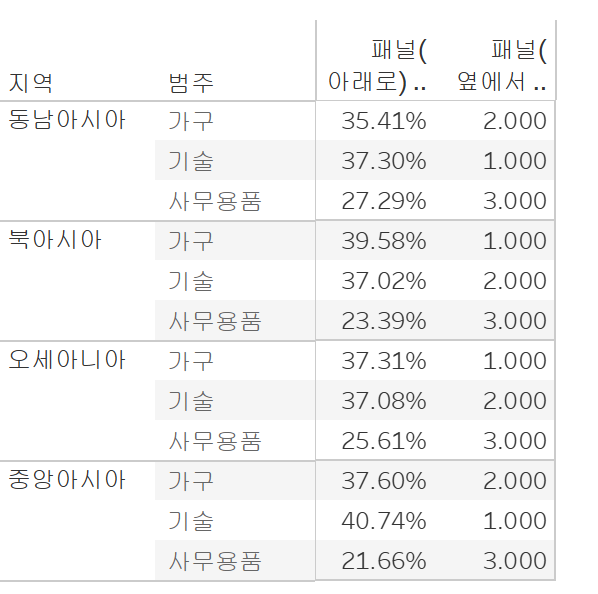 지역 범주 패널( 아래로) .. 패널( 옆에서 ..
동남아시아 가구 35.41% 2.000
기술 37.30% 1.000
사무용품 27.29% 3.000
북아시아 가구 39.58% 1.000
기술 37.02% 2.000
사무용품 23.39% 3.000
오세아니아 가구 37.31% 1.000
기술 37.08% 2.000
사무용품 25.61% 3.000
중앙아시아 가구 37.60% 2.000
기술 40.74% 1.000
사무용품 21.66% 3.000